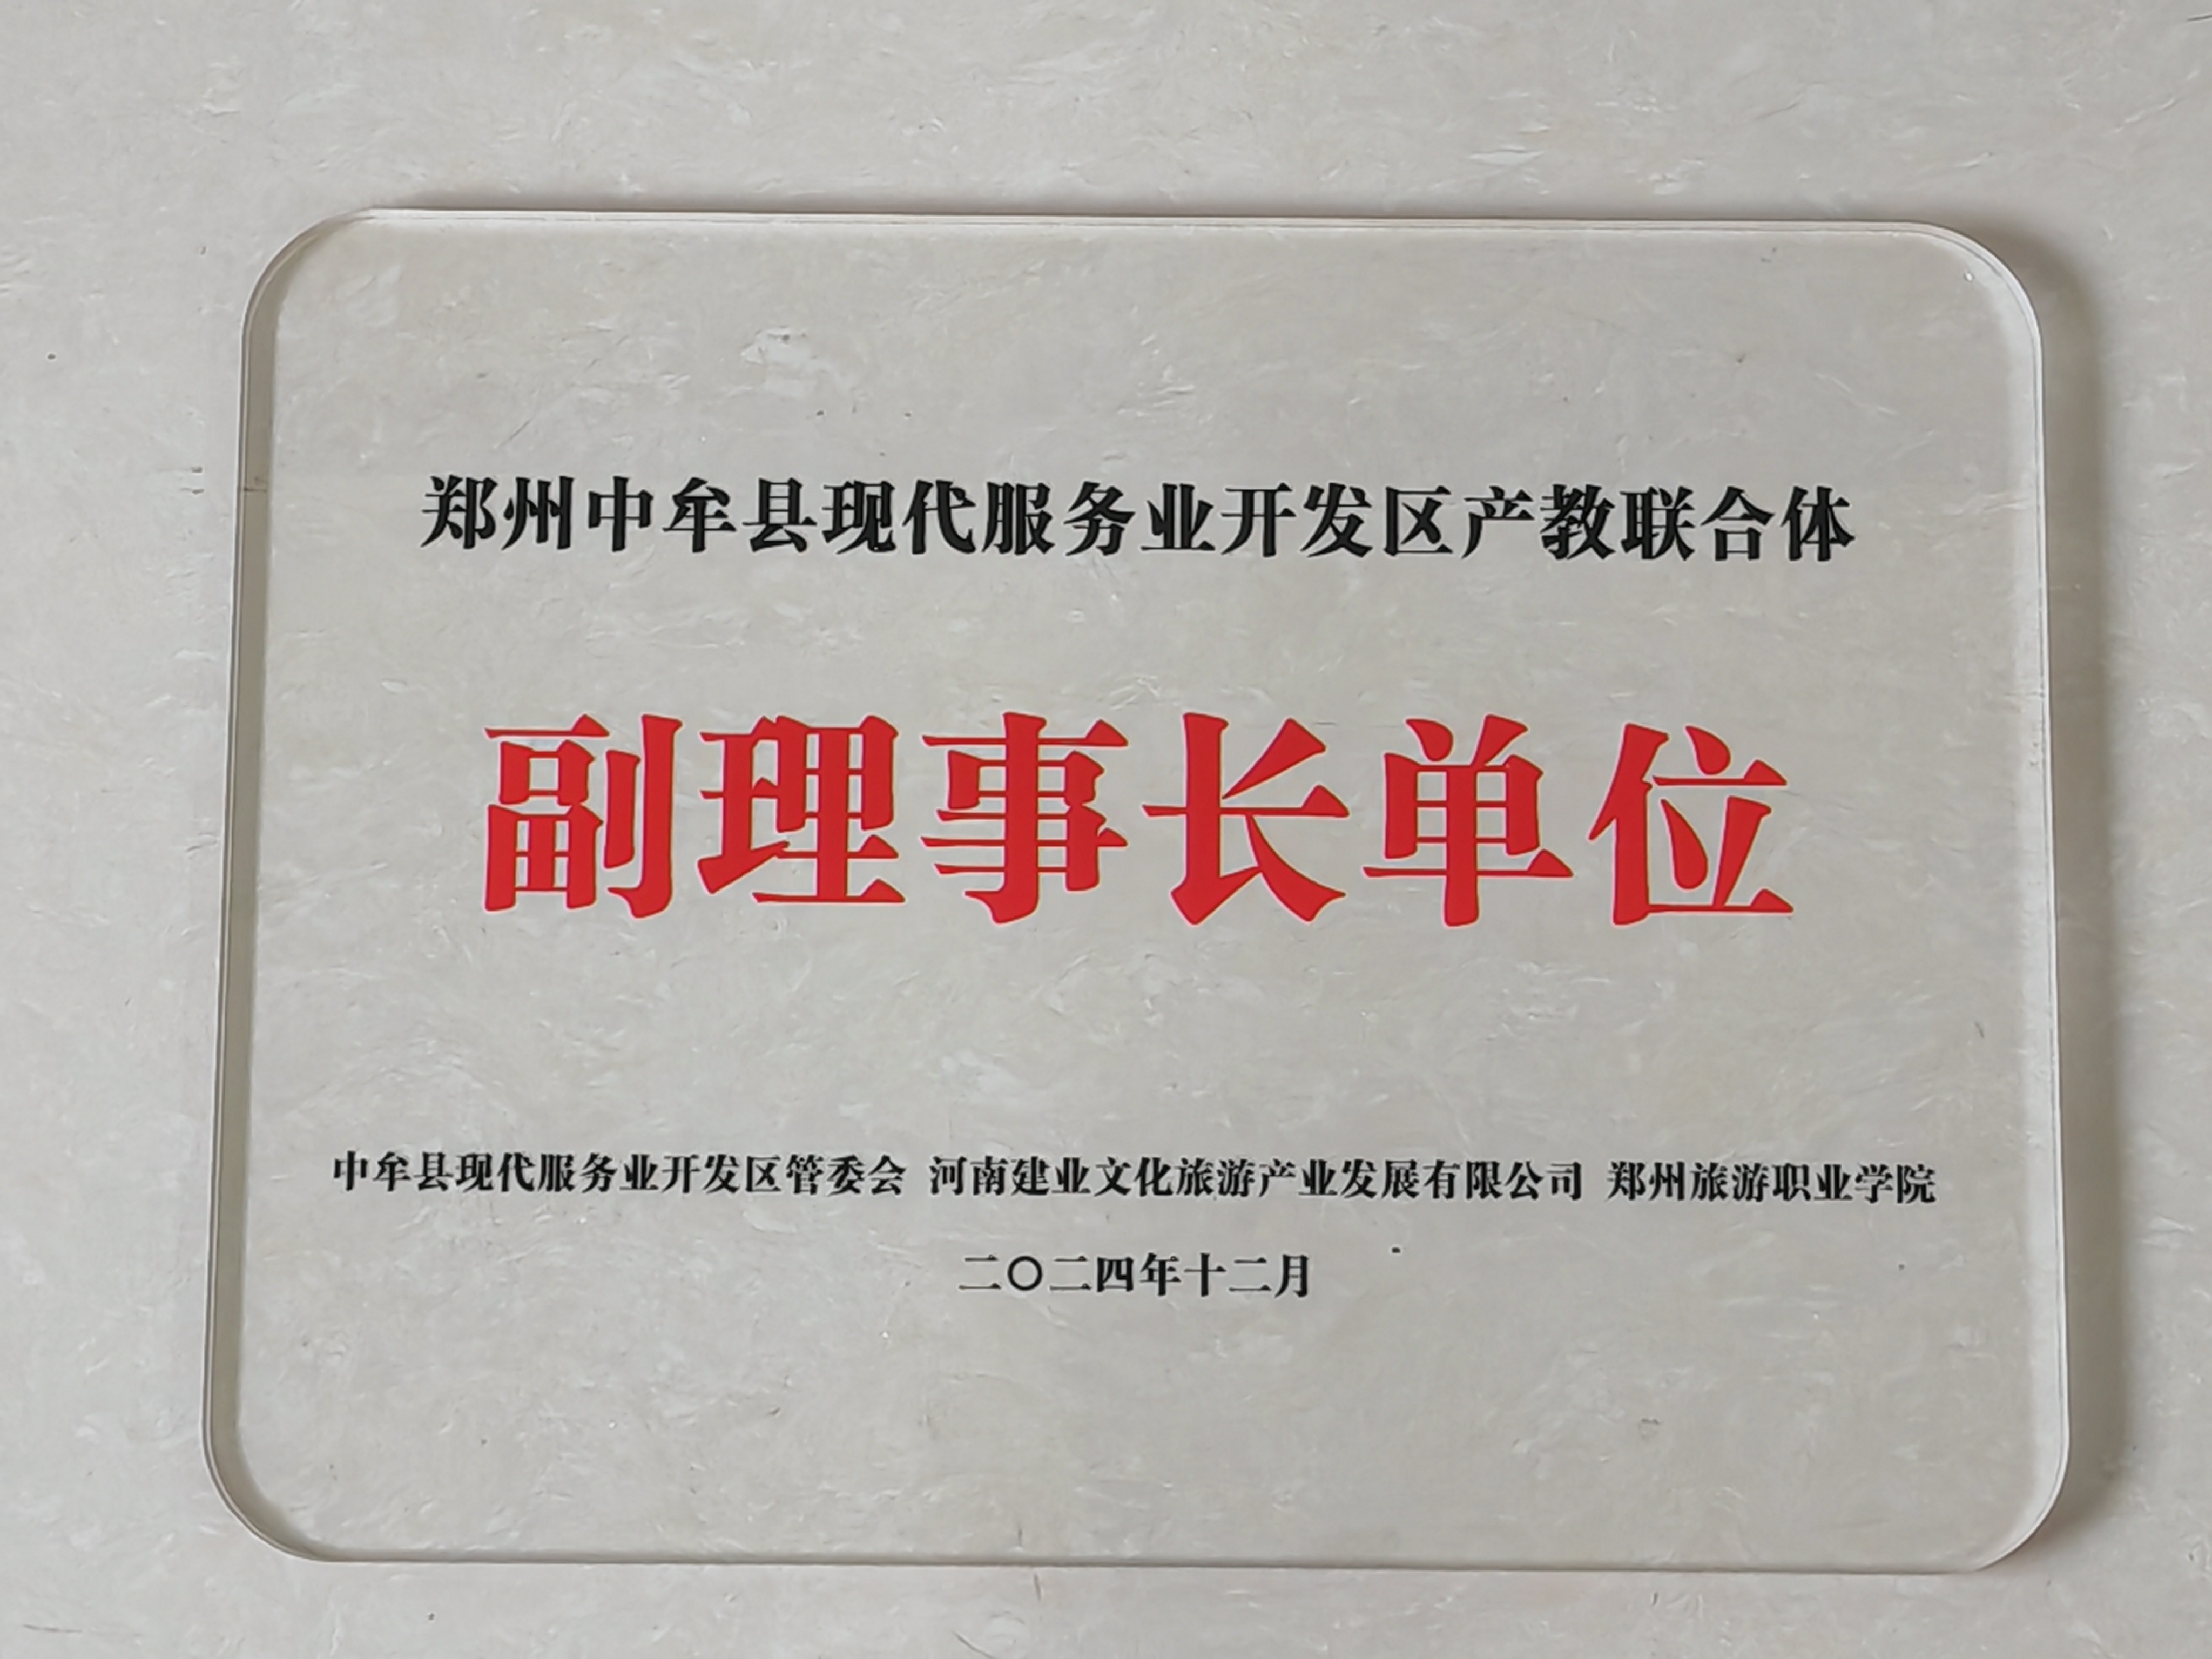 郑州中牟县现代服务业开发区产教联合体
副理事长单位
中牟县现代服务业开发区管委会 河南建业文化旅游产业发展有限公司 郑州旅游职业学院
二〇二四年十二月